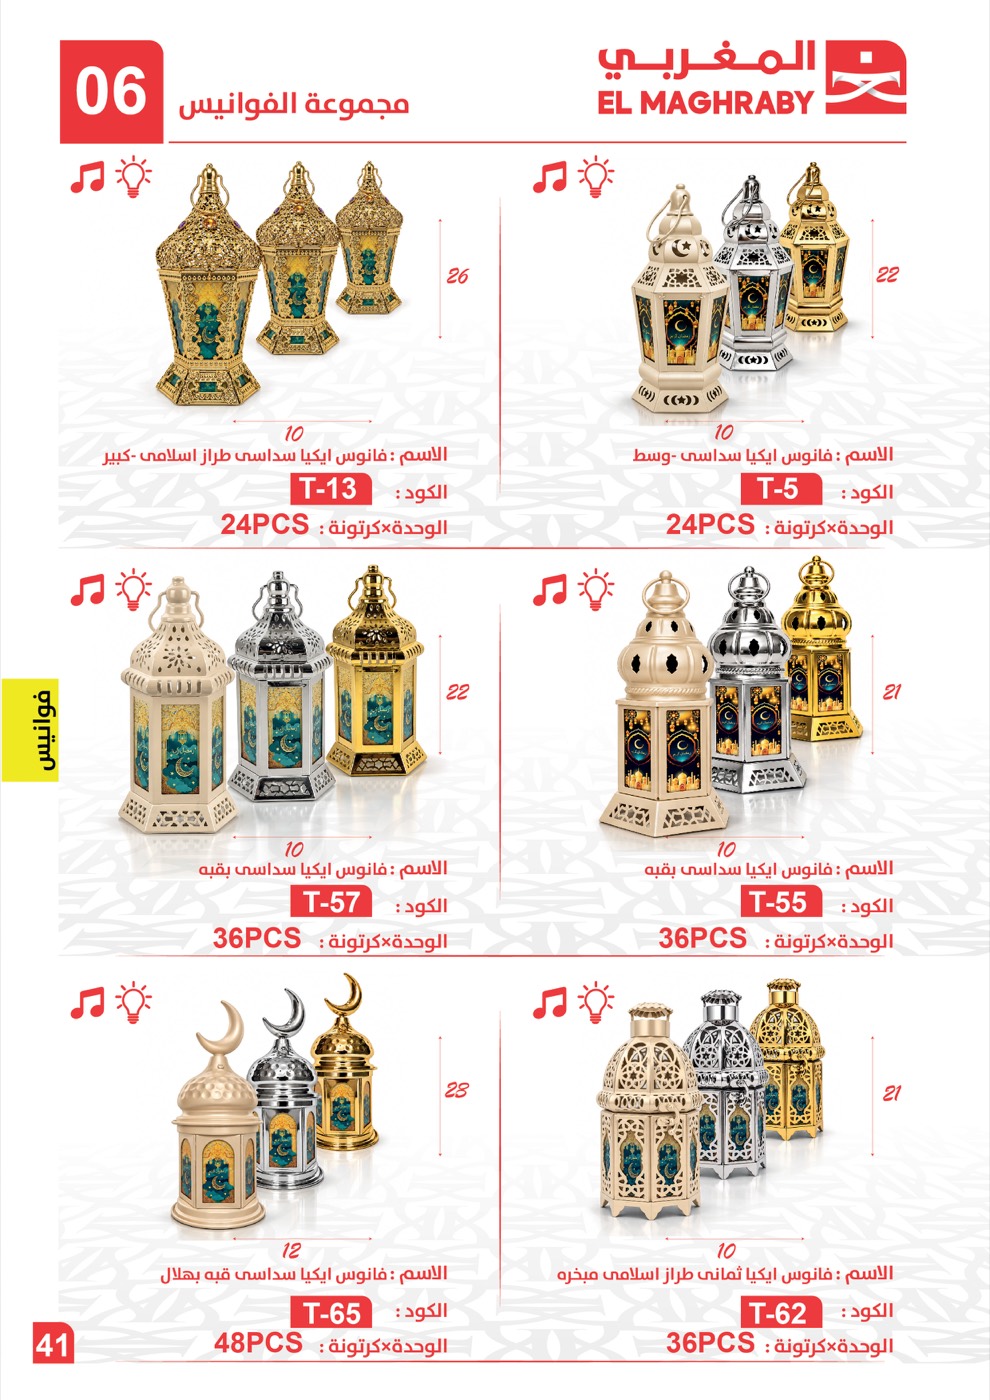 06
مجموعة الفوانيس
المغربي
EL MAGHRABY
22
10
الاسم : فانوس ايكيا سداسى -وسط
الكود : T-5
الوحدة×كرتونة : 24PCS
26
10
الاسم : فانوس ايكيا سداسى طراز اسلامى -كبير
الكود : T-13
الوحدة×كرتونة : 24PCS
21
10
الاسم : فانوس ايكيا سداسى بقبه
الكود : T-55
الوحدة×كرتونة : 36PCS
22
10
الاسم : فانوس ايكيا سداسى بقبه
الكود : T-57
الوحدة×كرتونة : 36PCS
فوانيس
21
10
الاسم : فانوس ايكيا ثمانى طراز اسلامى مبخره
الكود : T-62
الوحدة×كرتونة : 36PCS
23
12
الاسم : فانوس ايكيا سداسى قبه بهلال
الكود : T-65
الوحدة×كرتونة : 48PCS
41